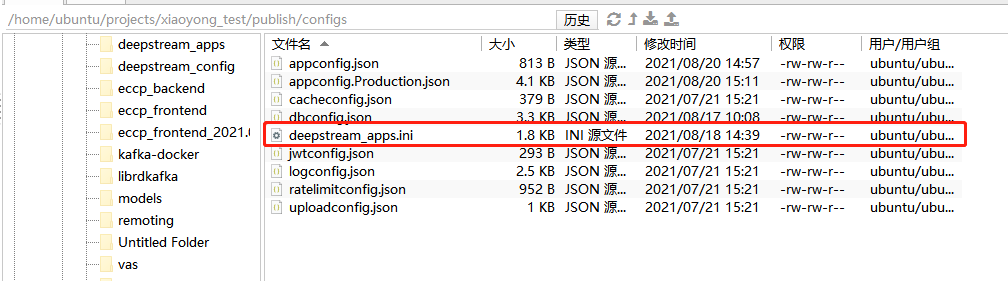 /home/ubuntu/projects/xiaoyong_test/publish/configs 历史
deepstream_apps
deepstream_config
eccp_backend
eccp_frontend
eccp_frontend_2021.0
kafka-docker
librdkafka
models
remoting
Untitled Folder
vas
文件名 大小 类型 修改时间 权限 用户/用户组
appconfig.json 813 B JSON 源... 2021/08/20 14:57 -rw-rw-r-- ubuntu/ubu...
appconfig.Production.json 4.1 KB JSON 源... 2021/08/20 15:21 -rw-rw-r-- ubuntu/ubu...
cacheconfig.json 379 B JSON 源... 2021/07/21 15:21 -rw-rw-r-- ubuntu/ubu...
dbconfig.json 3.3 KB JSON 源... 2021/08/17 10:08 -rw-rw-r-- ubuntu/ubu...
deepstream_apps.ini 1.8 KB INI 源文件 2021/08/18 14:39 -rw-rw-r-- ubuntu/ubu...
jwtconfig.json 293 B JSON 源... 2021/07/21 15:21 -rw-rw-r-- ubuntu/ubu...
logconfig.json 2.5 KB JSON 源... 2021/07/21 15:21 -rw-rw-r-- ubuntu/ubu...
ratelimitconfig.json 952 B JSON 源... 2021/07/21 15:21 -rw-rw-r-- ubuntu/ubu...
uploadconfig.json 1 KB JSON 源... 2021/07/21 15:21 -rw-rw-r-- ubuntu/ubu...